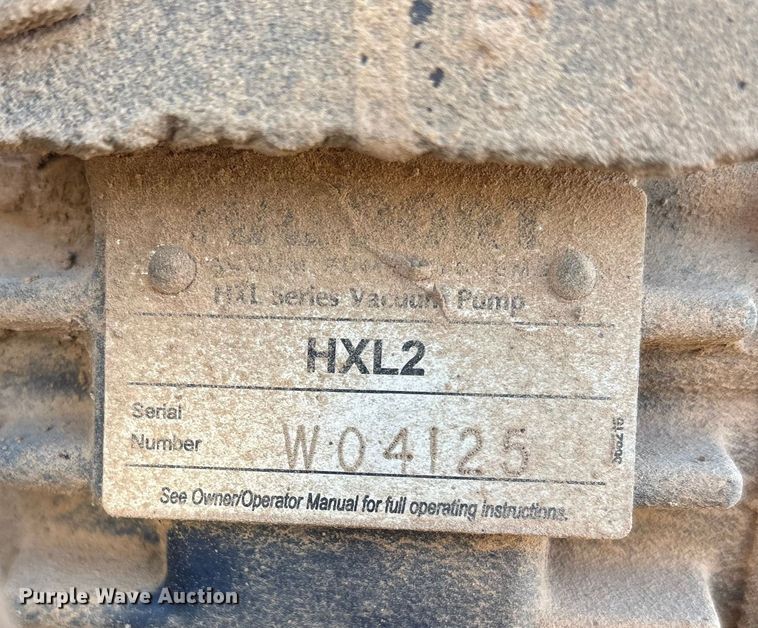 HXL Series Vacuum Pump
HXL2
Serial
Number
W04125
See Owner/Operator Manual for full operating instructions.
Purple Wave Auction